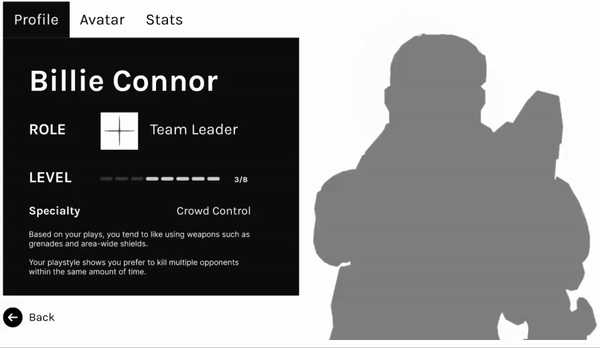 Profile Avatar Stats
Billie Connor
ROLE Team Leader
LEVEL 3/8
Specialty Crowd Control
Based on your plays, you tend to like using weapons such as
grenades and area-wide shields.
Your playstyle shows you prefer to kill multiple opponents
within the same amount of time.
Back